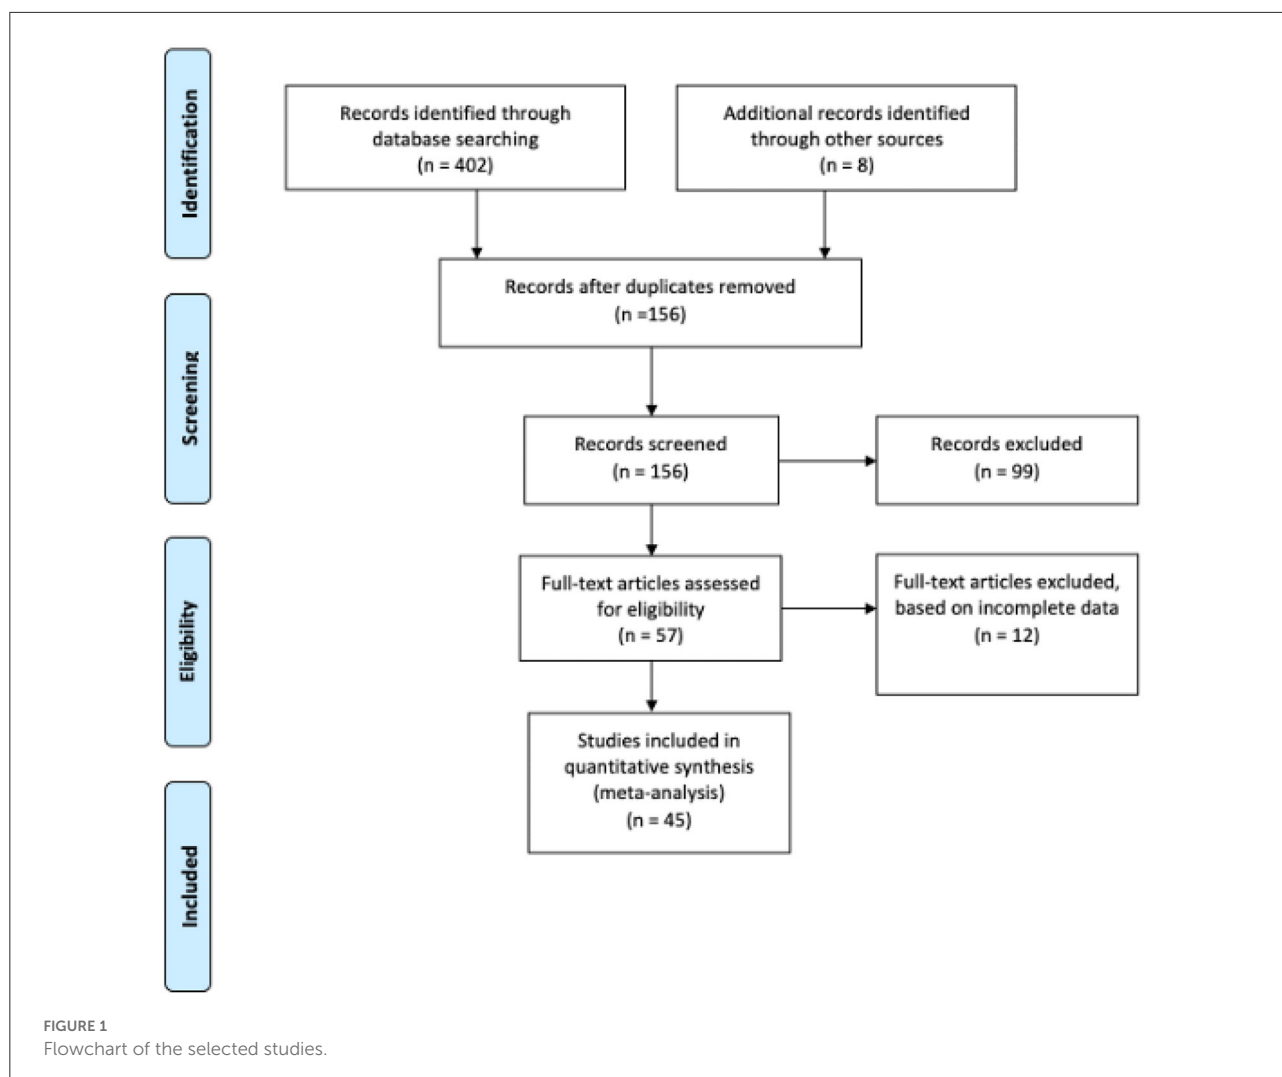 Identification
Records identified through
database searching
(n = 402)
Additional records identified
through other sources
(n = 8)
Records after duplicates removed
(n =156)
Screening
Records screened
(n = 156)
Records excluded
(n = 99)
Eligibility
Full-text articles assessed
for eligibility
(n = 57)
Full-text articles excluded,
based on incomplete data
(n = 12)
Studies included in
quantitative synthesis
(meta-analysis)
(n = 45)
Included
FIGURE 1
Flowchart of the selected studies.